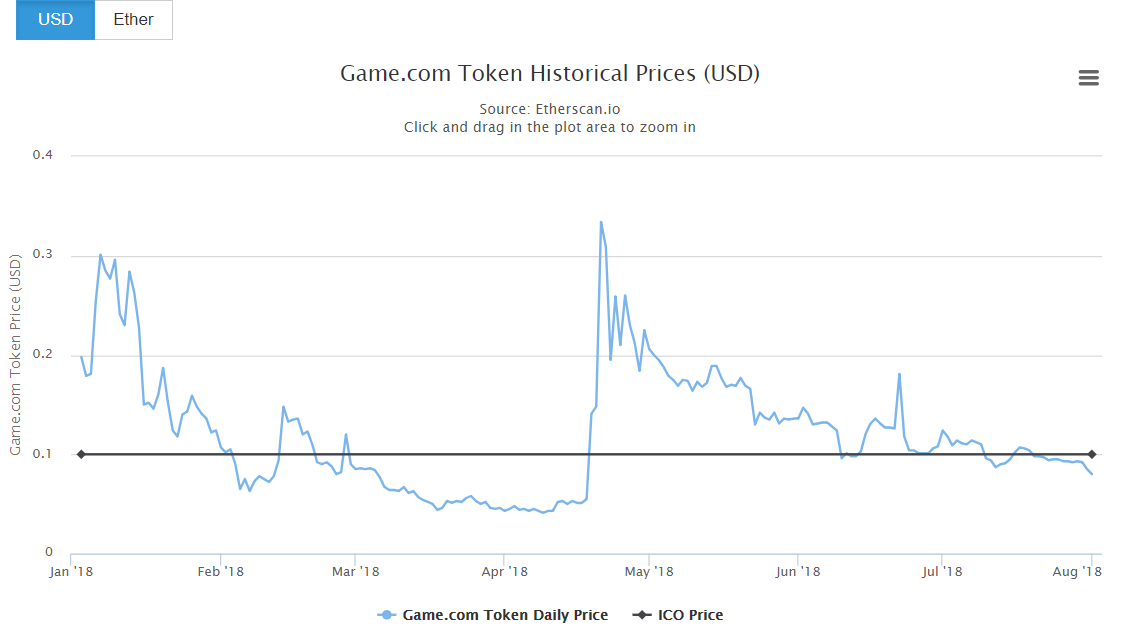 USD Ether
Game.com Token Historical Prices (USD)
Source: Etherscan.io
Click and drag in the plot area to zoom in
Game.com Token Price (USD)
0.4
0.3
0.2
0.1
0
Jan '18 Feb '18 Mar '18 Apr '18 May '18 Jun '18 Jul '18 Aug '18
Game.com Token Daily Price ICO Price